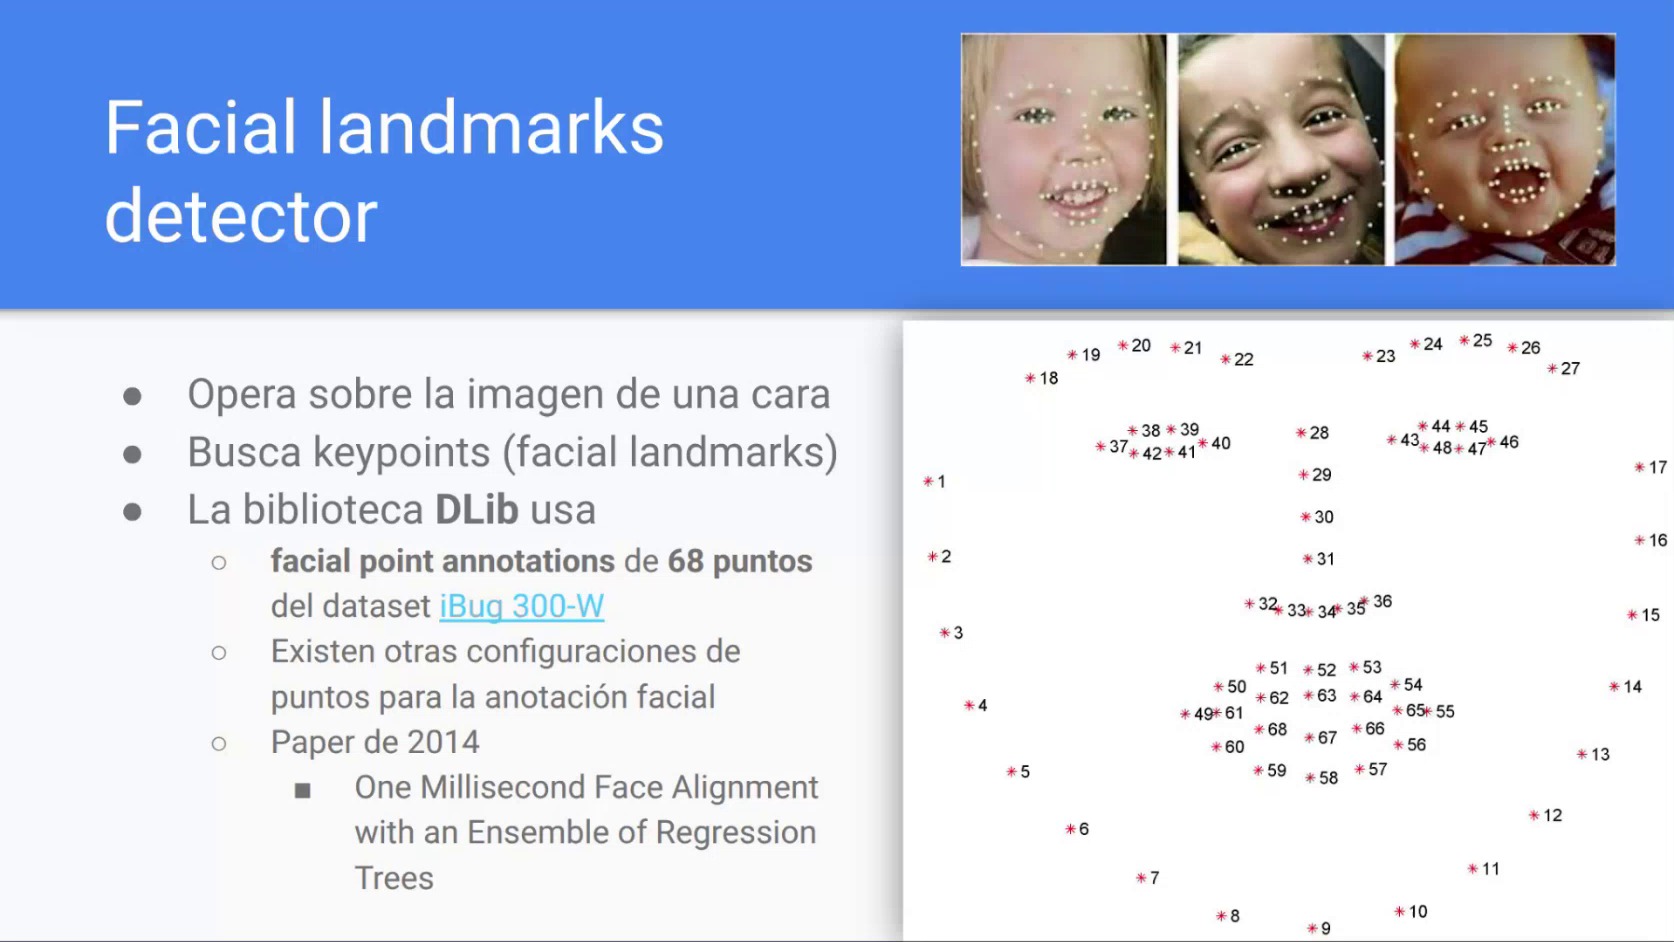 Facial landmarks
detector
● Opera sobre la imagen de una cara
● Busca keypoints (facial landmarks)
● La biblioteca DLib usa
○ facial point annotations de 68 puntos
del dataset iBug 300-W
○ Existen otras configuraciones de
puntos para la anotación facial
○ Paper de 2014
■ One Millisecond Face Alignment
with an Ensemble of Regression
Trees
18 19 20 21 22 23 24 25 26 27
37 38 39 40 41 42 28 43 44 45 46 47 48
29
30
31
32 33 34 35 36
1 17
2 16
3 15
4 14
5 13
6 12
7 11
8 9 10
49 50 51 52 53 54 55
61 62 63 64 65
68 67 66
60 59 58 57 56